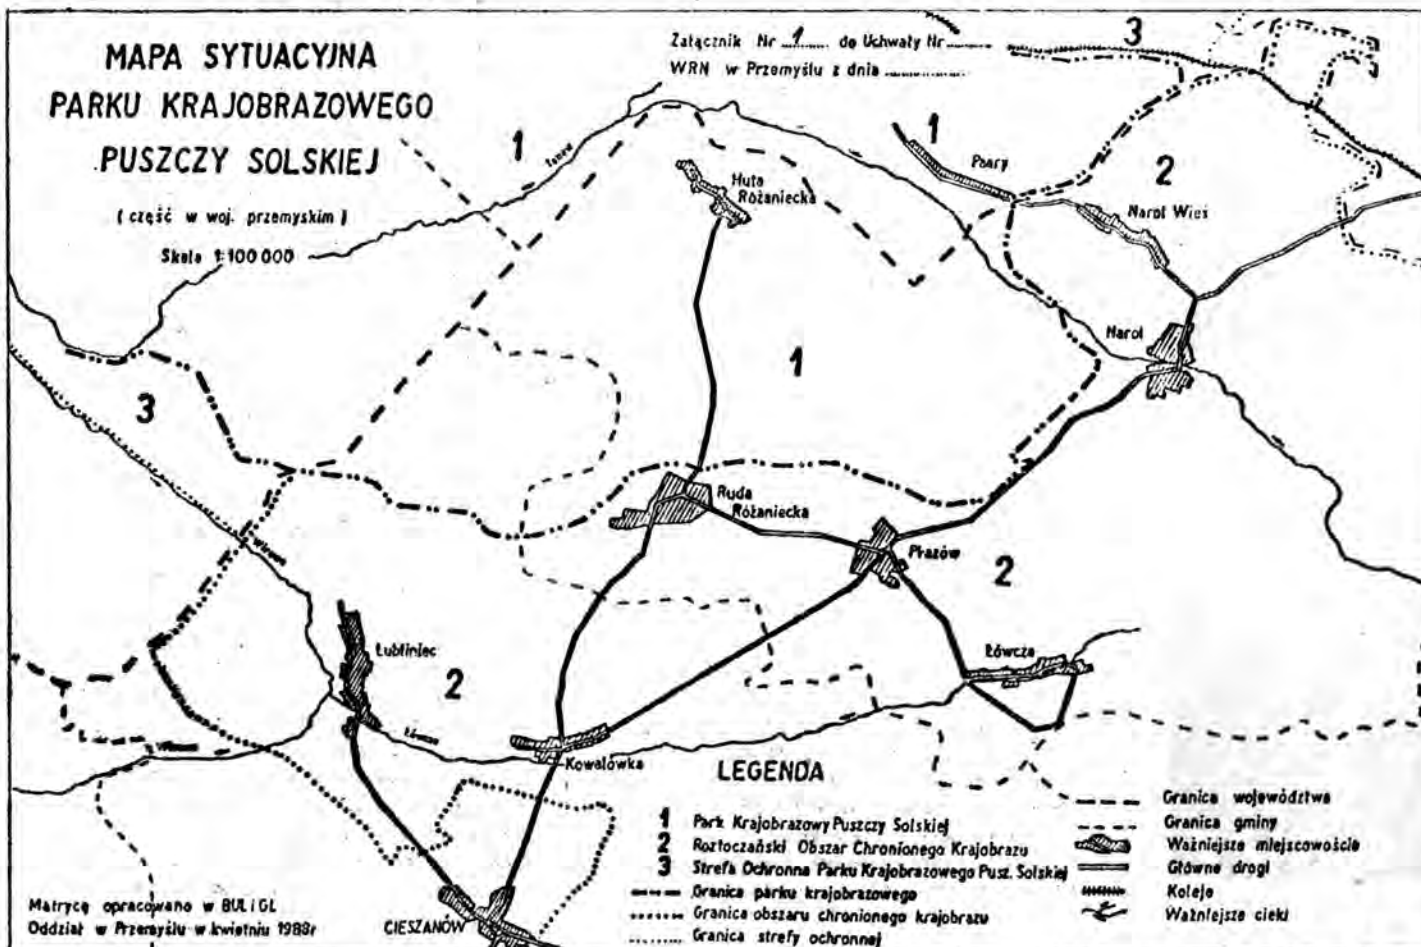 MAPA SYTUACYJNA
PARKU KRAJOBRAZOWEGO
PUSZCZY SOLSKIEJ
( część w woj. przemyskim )
Skala 1:100 000
Załącznik Nr 1 do Uchwały Nr
WRN w Przemyślu z dnia
3
1
1
2
Tanew
Huta
Różaniecka
Paary
Narol Wieś
Narol
1
3
Ruda
Różaniecka
Płazów
2
Wirowa
Łubliniec
2
Łówcza
Kowalówka
CIESZANÓW
LEGENDA
1 Park Krajobrazowy Puszczy Solskiej
2 Roztoczański Obszar Chronionego Krajobrazu
3 Strefa Ochronna Parku Krajobrazowego Pusz. Solskiej
Granica parku krajobrazowego
Granica obszaru chronionego krajobrazu
Granica strefy ochronnej
Granica województwa
Granica gminy
Ważniejsze miejscowości
Główne drogi
Koleje
Ważniejsze cieki
Matrycę opracowano w BULiGL
Oddział w Przemyślu w kwietniu 1988r